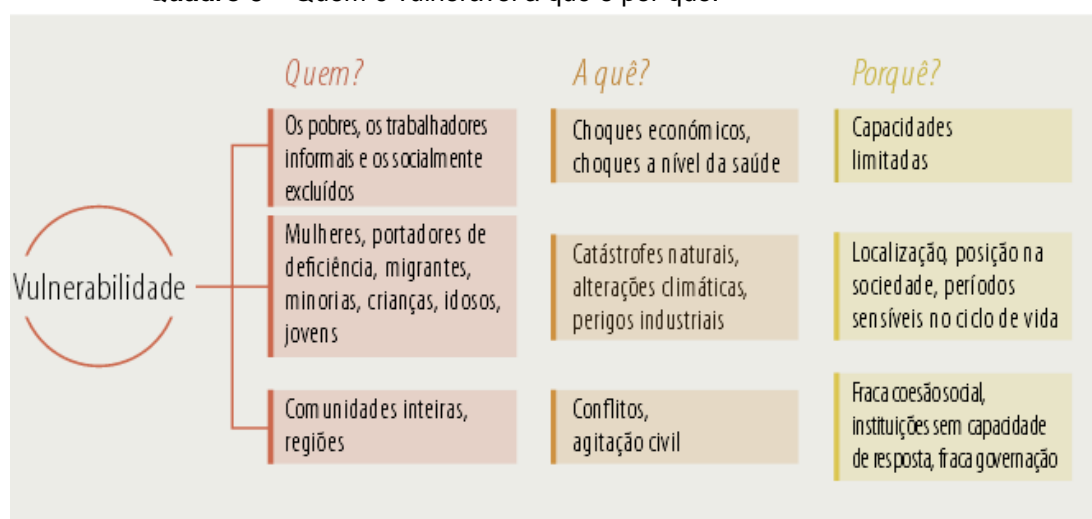 Quem?
A quê?
Porquê?
Os pobres, os trabalhadores
informais e os socialmente
excluídos
Choques económicos,
choques a nível da saúde
Capacidades
limitadas
Vulnerabilidade
Mulheres, portadores de
deficiência, migrantes,
minorias, crianças, idosos,
jovens
Catástrofes naturais,
alterações climáticas,
perigos industriais
Localização, posição na
sociedade, períodos
sensíveis no ciclo de vida
Comunidades inteiras,
regiões
Conflitos,
agitação civil
Fraca coesão social,
instituições sem capacidade
de resposta, fraca governação